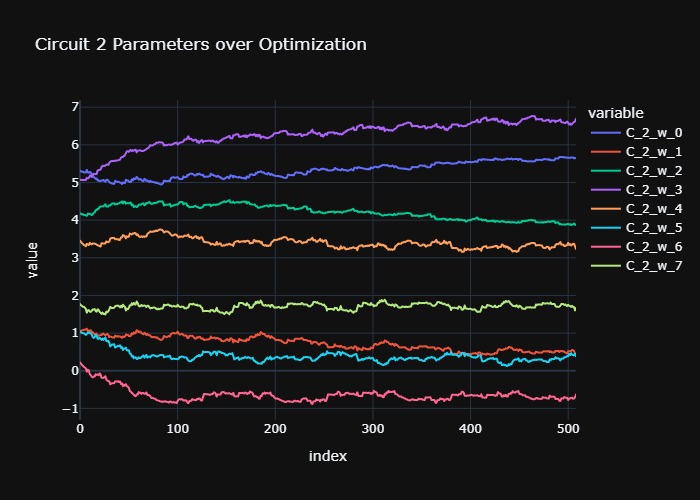 Circuit 2 Parameters over Optimization
variable
C_2_w_0
C_2_w_1
C_2_w_2
C_2_w_3
C_2_w_4
C_2_w_5
C_2_w_6
C_2_w_7
value
7
6
5
4
3
2
1
0
−1
0 100 200 300 400 500
index